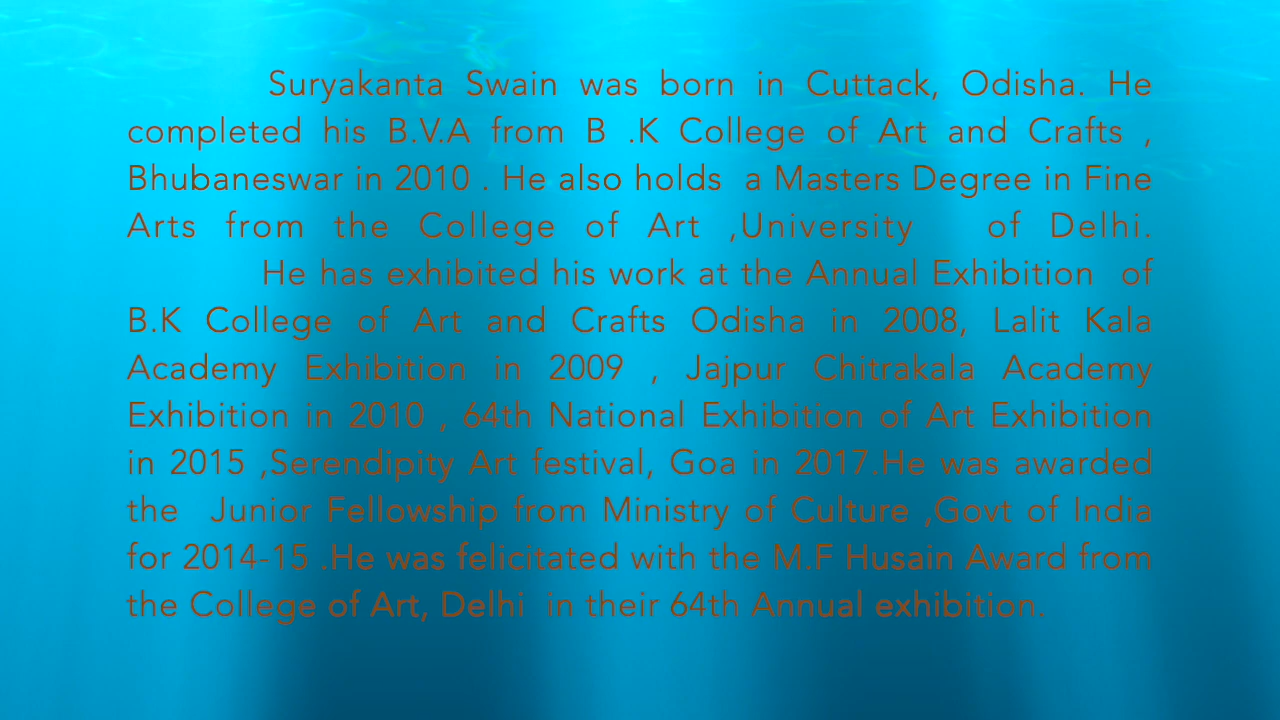 Suryakanta Swain was born in Cuttack, Odisha. He
completed his B.V.A from B .K College of Art and Crafts ,
Bhubaneswar in 2010 . He also holds a Masters Degree in Fine
Arts from the College of Art ,University of Delhi.
He has exhibited his work at the Annual Exhibition of
B.K College of Art and Crafts Odisha in 2008, Lalit Kala
Academy Exhibition in 2009 , Jajpur Chitrakala Academy
Exhibition in 2010 , 64th National Exhibition of Art Exhibition
in 2015 ,Serendipity Art festival, Goa in 2017.He was awarded
the Junior Fellowship from Ministry of Culture ,Govt of India
for 2014-15 .He was felicitated with the M.F Husain Award from
the College of Art, Delhi in their 64th Annual exhibition.